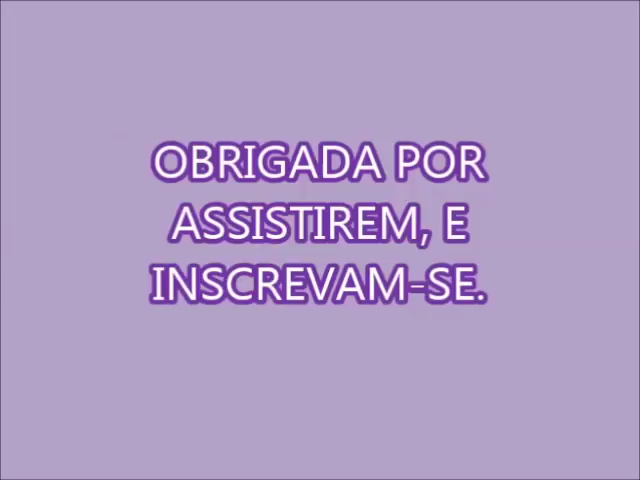 OBRIGADA POR
ASSISTIREM, E
INSCREVAM-SE.